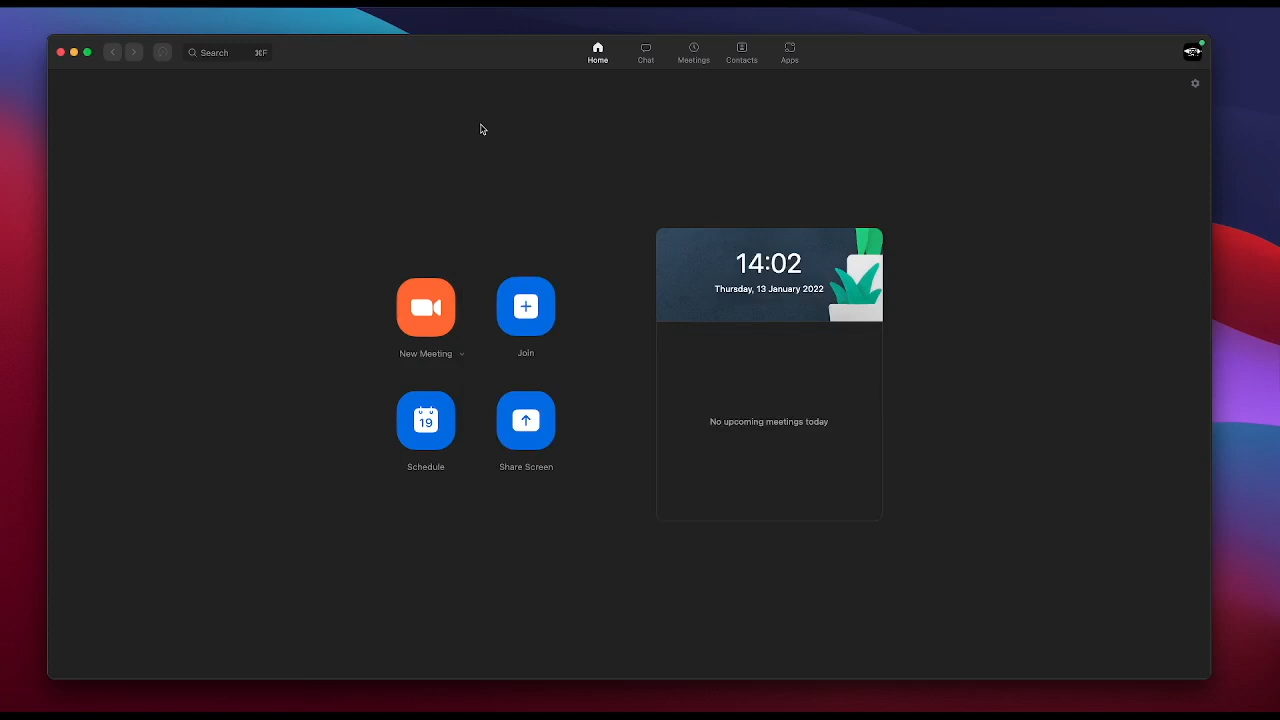 Search ⌘F
Home
Chat
Meetings
Contacts
Apps
14:02
Thursday, 13 January 2022
New Meeting
Join
No upcoming meetings today
19
Schedule
Share Screen